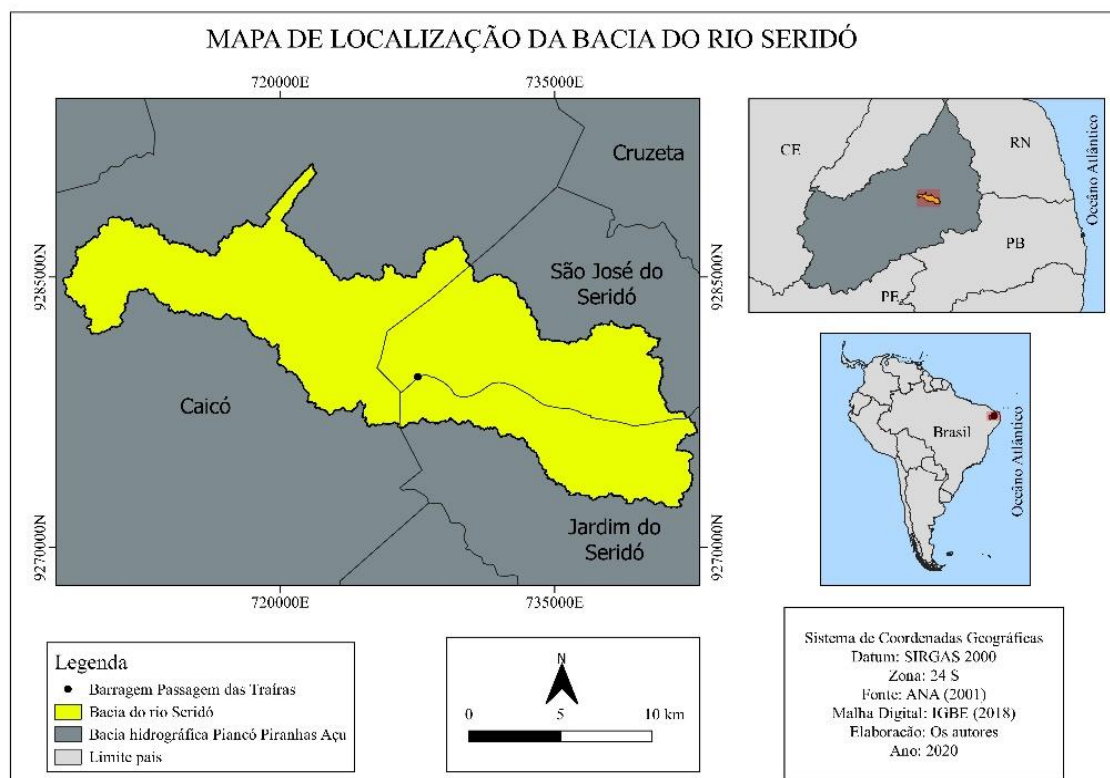 MAPA DE LOCALIZAÇÃO DA BACIA DO RIO SERIDÓ
720000E
735000E
9285000N
9270000N
Cruzeta
São José do
Seridó
Caicó
Jardim do
Seridó
9285000N
9270000N
720000E
735000E
CE
RN
PB
PE
Occâno Atlântico
Brasil
Occâno Atlântico
Legenda
Barragem Passagem das Traíras
Bacia do rio Seridó
Bacia hidrográfica Piancó Piranhas Açu
Limite pais
N
0
5
10 km
Sistema de Coordenadas Geográficas
Datum: SIRGAS 2000
Zona: 24 S
Fonte: ANA (2001)
Malha Digital: IGBE (2018)
Elaboração: Os autores
Ano: 2020